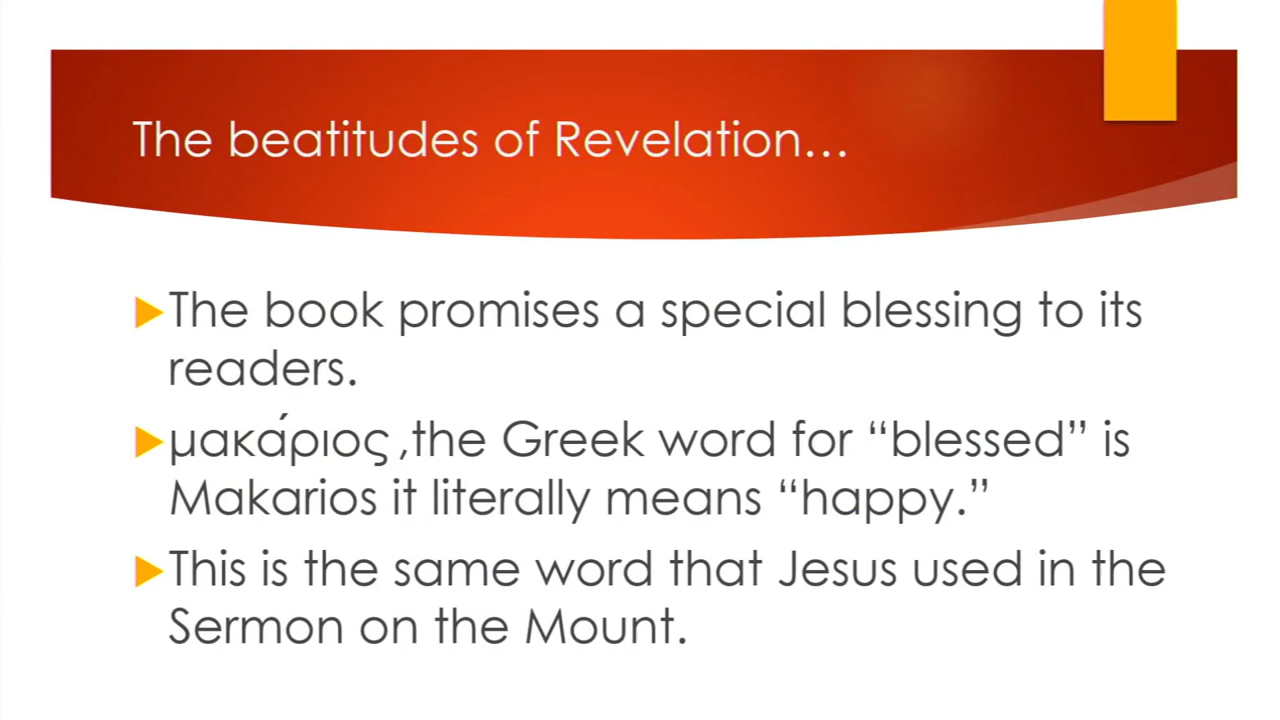 The beatitudes of Revelation…
The book promises a special blessing to its
readers.
μακάριος ,the Greek word for “blessed” is
Makarios it literally means “happy.”
This is the same word that Jesus used in the
Sermon on the Mount.